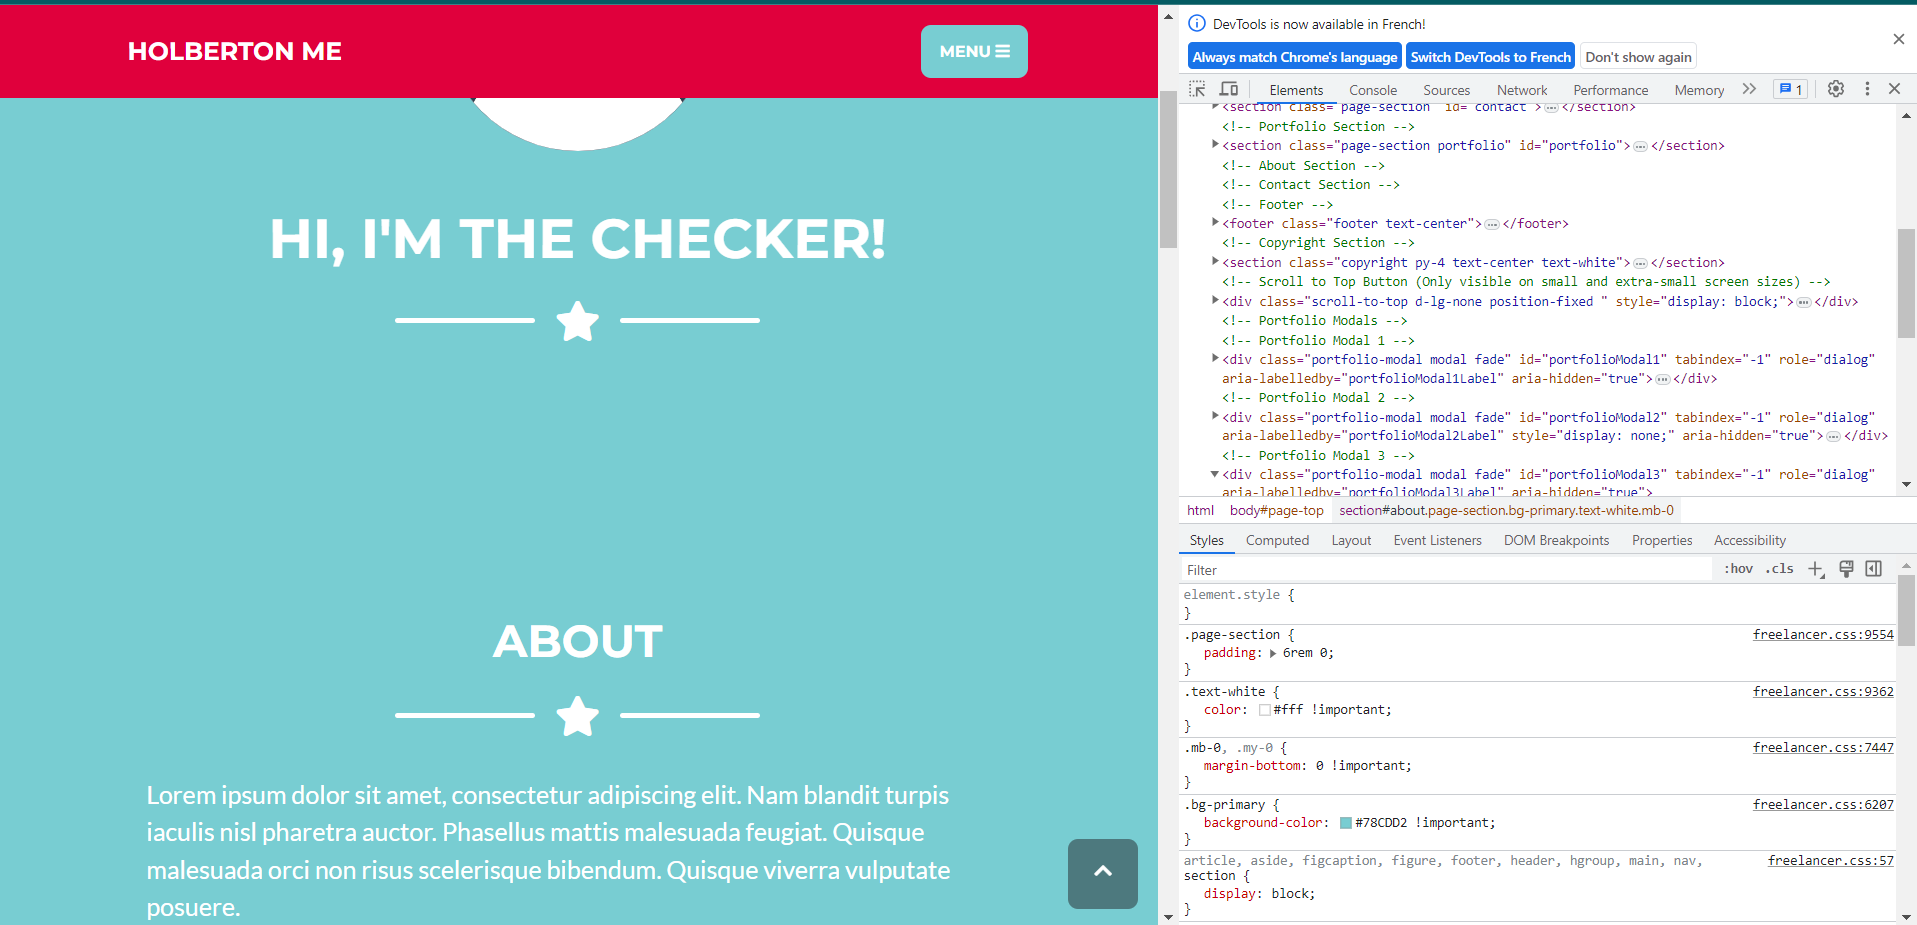 HOLBERTON ME
MENU
HI, I'M THE CHECKER!
ABOUT
Lorem ipsum dolor sit amet, consectetur adipiscing elit. Nam blandit turpis
iaculis nisl pharetra auctor. Phasellus mattis malesuada feugiat. Quisque
malesuada orci non risus scelerisque bibendum. Quisque viverra vulputate
posuere.
DevTools is now available in French!
Always match Chrome's language Switch DevTools to French Don't show again
Elements Console Sources Network Performance Memory 1
<section class="page-section" id="contact">…</section>
<!-- Portfolio Section -->
<section class="page-section portfolio" id="portfolio">…</section>
<!-- About Section -->
<!-- Contact Section -->
<!-- Footer -->
<footer class="footer text-center">…</footer>
<!-- Copyright Section -->
<section class="copyright py-4 text-center text-white">…</section>
<!-- Scroll to Top Button (Only visible on small and extra-small screen sizes) -->
<div class="scroll-to-top d-lg-none position-fixed " style="display: block;">…</div>
<!-- Portfolio Modals -->
<!-- Portfolio Modal 1 -->
<div class="portfolio-modal modal fade" id="portfolioModal1" tabindex="-1" role="dialog"
aria-labelledby="portfolioModal1Label" aria-hidden="true">…</div>
<!-- Portfolio Modal 2 -->
<div class="portfolio-modal modal fade" id="portfolioModal2" tabindex="-1" role="dialog"
aria-labelledby="portfolioModal2Label" style="display: none;" aria-hidden="true">…</div>
<!-- Portfolio Modal 3 -->
<div class="portfolio-modal modal fade" id="portfolioModal3" tabindex="-1" role="dialog"
aria-labelledby="portfolioModal3Label" aria-hidden="true">
html body#page-top section#about.page-section.bg-primary.text-white.mb-0
Styles Computed Layout Event Listeners DOM Breakpoints Properties Accessibility
Filter :hov .cls
element.style {
}
.page-section { freelancer.css:9554
padding: 6rem 0;
}
.text-white { freelancer.css:9362
color: #fff !important;
}
.mb-0, .my-0 { freelancer.css:7447
margin-bottom: 0 !important;
}
.bg-primary { freelancer.css:6207
background-color: #78CDD2 !important;
}
article, aside, figcaption, figure, footer, header, hgroup, main, nav, freelancer.css:57
section {
display: block;
}